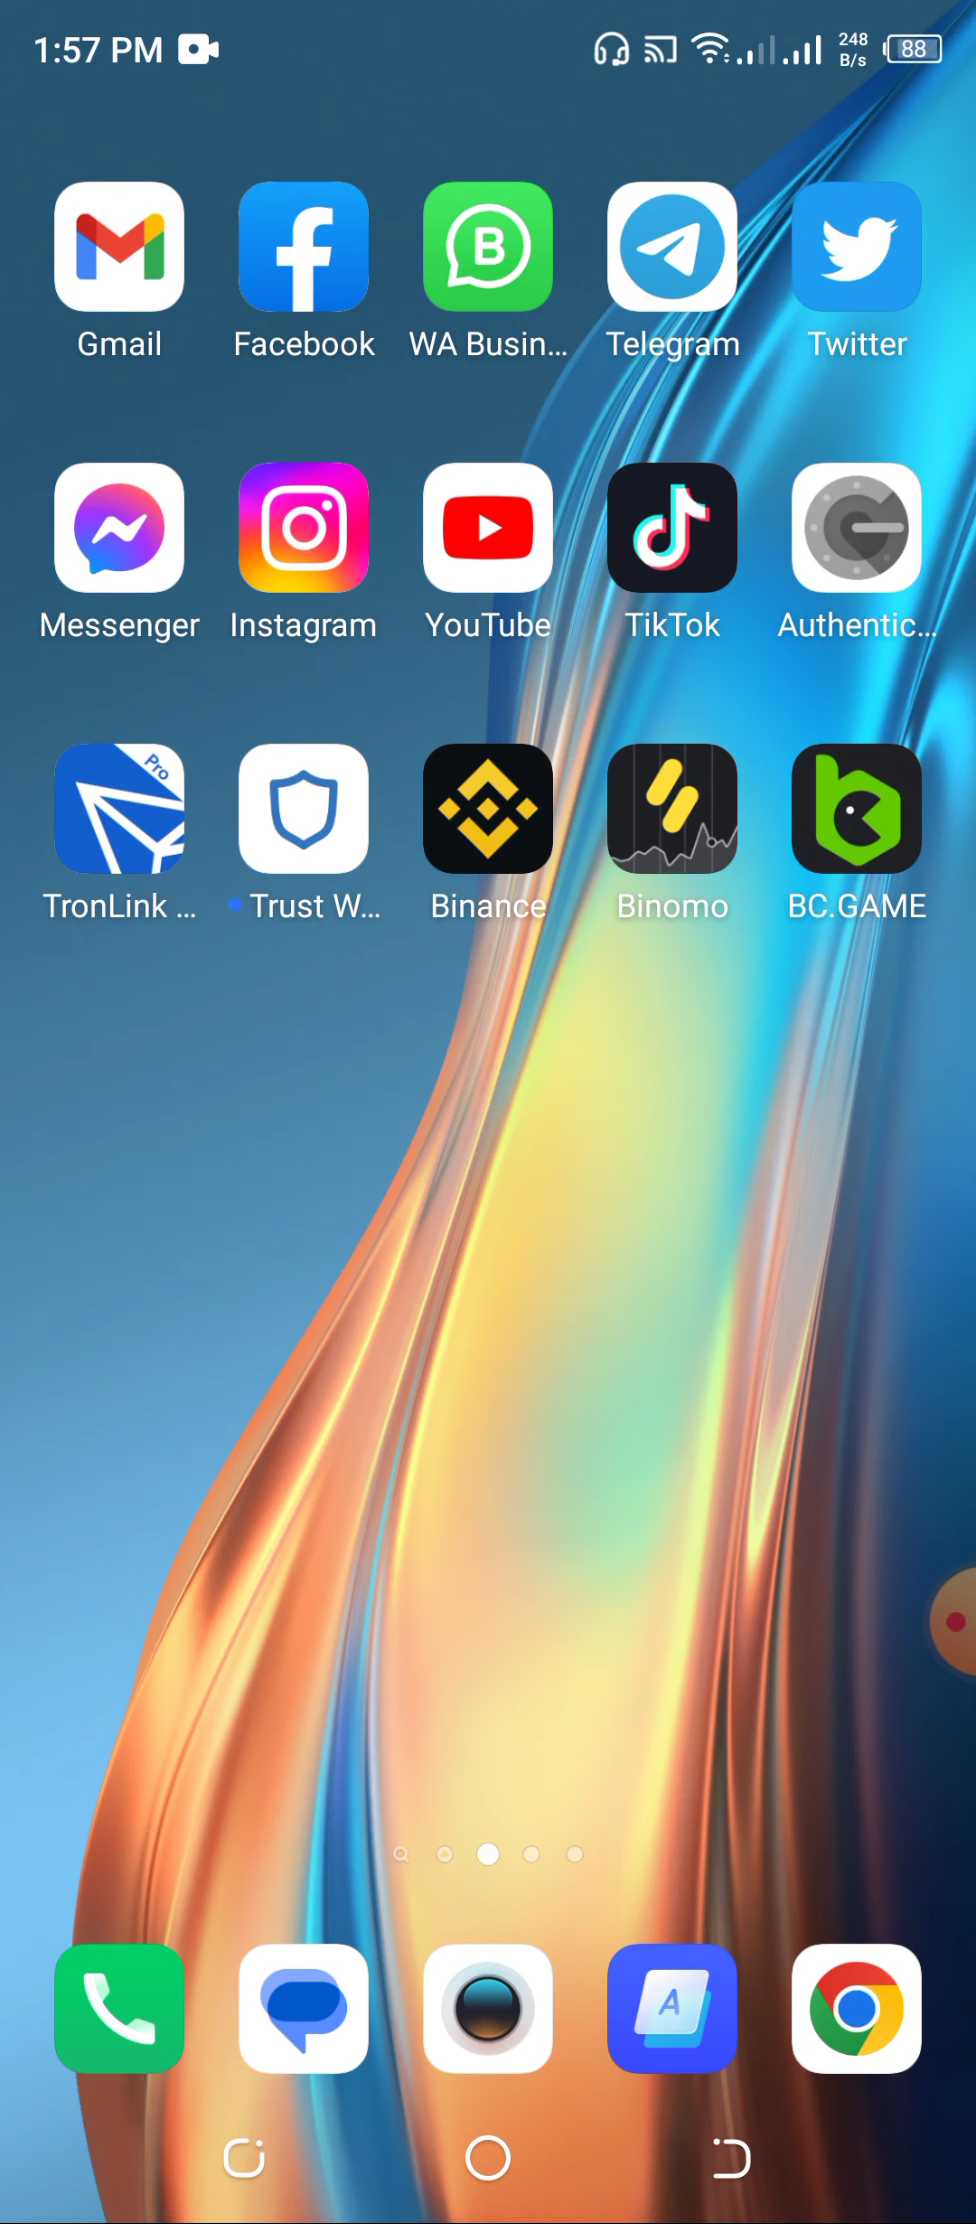 1:57 PM
248
B/s
88
Gmail
Facebook
B
WA Busin...
Telegram
Twitter
Messenger
Instagram
YouTube
TikTok
Authentic...
Pro
TronLink ...
Trust W...
Binance
Binomo
BC.GAME
A